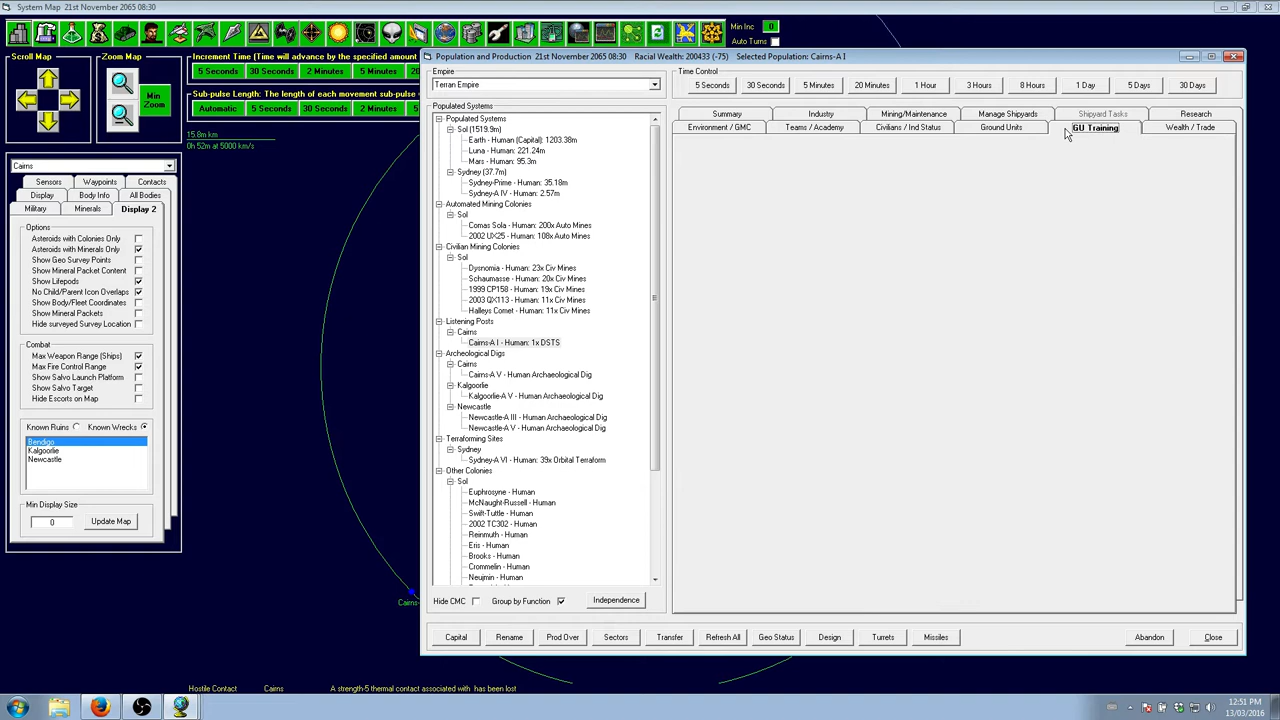 System Map  21st November 2065 08:30
Min Inc 0
Auto Turns
Scroll Map
Zoom Map
Min Zoom
Increment Time (Time will advance by the specified amount
5 Seconds 30 Seconds 2 Minutes 5 Minutes
Sub-pulse Length: The length of each movement sub-pulse
Automatic 5 Seconds 30 Seconds 2 Minutes
15.8m km
0h 52m at 5000 km/s
Cairns
Sensors Waypoints Contacts
Display Body Info All Bodies
Military Minerals Display 2
Options
Asteroids with Colonies Only
Asteroids with Minerals Only
Show Geo Survey Points
Show Mineral Packet Content
Show Lifepods
No Child/Parent Icon Overlaps
Show Body/Fleet Coordinates
Show Mineral Packets
Hide surveyed Survey Location
Combat
Max Weapon Range (Ships)
Max Fire Control Range
Show Salvo Launch Platform
Show Salvo Target
Hide Escorts on Map
Known Ruins Known Wrecks
Bendigo
Kalgoorlie
Newcastle
Min Display Size
0 Update Map
Cairns-
Hostile Contact Cairns A strength-5 thermal contact associated with  has been lost
Population and Production  21st November 2065 08:30 Racial Wealth: 200433 (-75) Selected Population: Cairns-A I
Empire
Terran Empire
Time Control
5 Seconds 30 Seconds 5 Minutes 20 Minutes 1 Hour 3 Hours 8 Hours 1 Day 5 Days 30 Days
Summary Industry Mining/Maintenance Manage Shipyards Shipyard Tasks Research
Environment / GMC Teams / Academy Civilians / Ind Status Ground Units GU Training Wealth / Trade
Populated Systems
Populated Systems
Sol (1519.9m)
Earth - Human (Capital): 1203.38m
Luna - Human: 221.24m
Mars - Human: 95.3m
Sydney (37.7m)
Sydney-Prime - Human: 35.18m
Sydney-A IV - Human: 2.57m
Automated Mining Colonies
Sol
Comas Sola - Human: 200x Auto Mines
2002 UX25 - Human: 108x Auto Mines
Civilian Mining Colonies
Sol
Dysnomia - Human: 23x Civ Mines
Schaumasse - Human: 20x Civ Mines
1999 CP158 - Human: 19x Civ Mines
2003 QX113 - Human: 11x Civ Mines
Halleys Comet - Human: 11x Civ Mines
Listening Posts
Cairns
Cairns-A I - Human: 1x DSTS
Archeological Digs
Cairns
Cairns-A V - Human Archaeological Dig
Kalgoorlie
Kalgoorlie-A V - Human Archaeological Dig
Newcastle
Newcastle-A III - Human Archaeological Dig
Newcastle-A V - Human Archaeological Dig
Terraforming Sites
Sydney
Sydney-A VI - Human: 39x Orbital Terraform
Other Colonies
Sol
Euphrosyne - Human
McNaught-Russell - Human
Swift-Tuttle - Human
2002 TC302 - Human
Reinmuth - Human
Eris - Human
Brooks - Human
Crommelin - Human
Neujmin - Human
Hide CMC Group by Function Independence
Capital Rename Prod Over Sectors Transfer Refresh All Geo Status Design Turrets Missiles Abandon Close
12:51 PM
13/03/2016